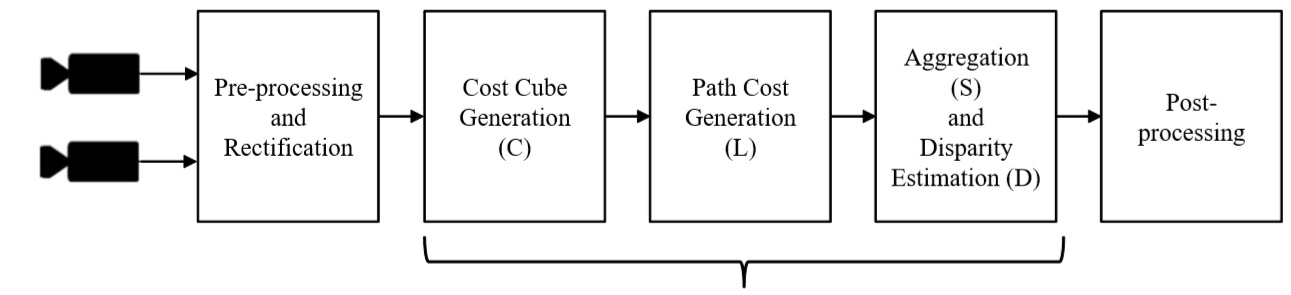 Pre-processing
and
Rectification
Cost Cube
Generation
(C)
Path Cost
Generation
(L)
Aggregation
(S)
and
Disparity
Estimation (D)
Post-
processing